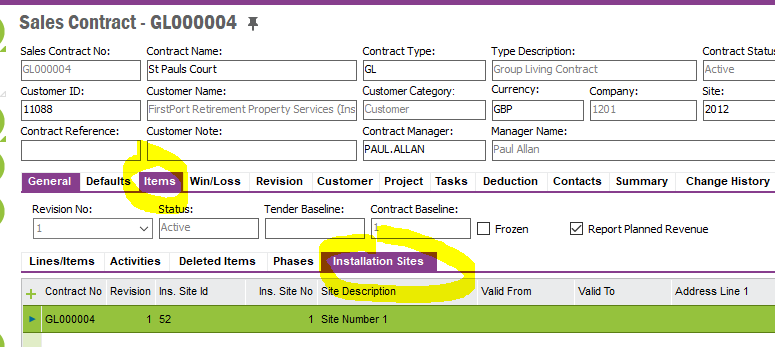 Sales Contract - GL000004
Sales Contract No: Contract Name: Contract Type: Type Description: Contract Statu
GL000004 St Pauls Court GL Group Living Contract Active
Customer ID: Customer Name: Customer Category: Currency: Company: Site:
11088 FirstPort Retirement Property Services (Ins Customer GBP 1201 2012
Contract Reference: Customer Note: Contract Manager: Manager Name:
PAUL.ALLAN Paul Allan
General Defaults Items Win/Loss Revision Customer Project Tasks Deduction Contacts Summary Change History
Revision No: Status: Tender Baseline: Contract Baseline:
1 Active 1 Frozen Report Planned Revenue
Lines/Items Activities Deleted Items Phases Installation Sites
Contract No Revision Ins. Site Id Ins. Site No Site Description Valid From Valid To Address Line 1
GL000004 1 52 1 Site Number 1